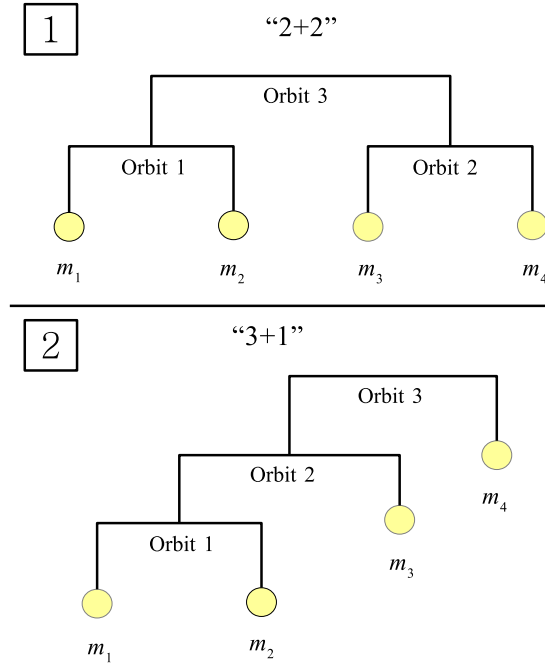 1
“2+2”
Orbit 3
Orbit 1 Orbit 2
m₁ m₂ m₃ m₄
2
“3+1”
Orbit 3
Orbit 2
m₄
Orbit 1
m₃
m₁ m₂